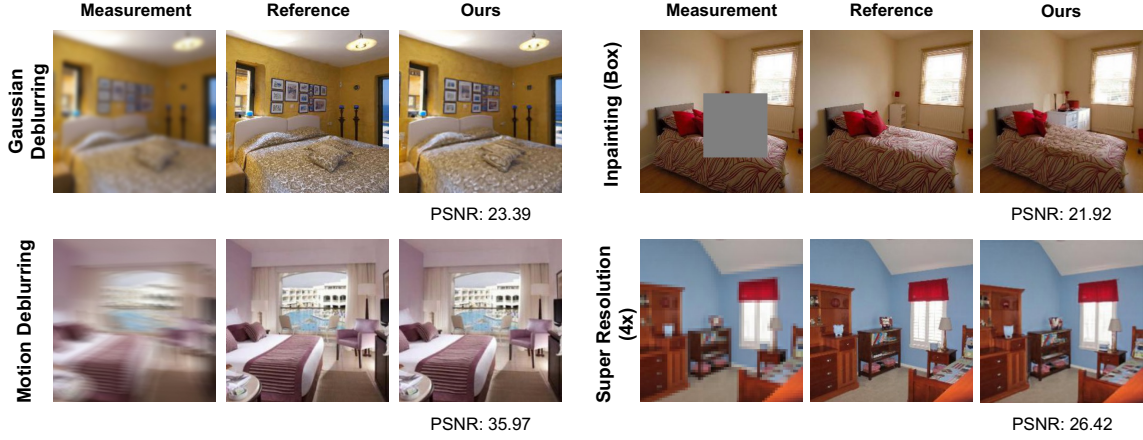 Measurement Reference Ours
Measurement Reference Ours
Gaussian
Deblurring
Inpainting (Box)
PSNR: 23.39
PSNR: 21.92
Motion Deblurring
Super Resolution
(4x)
PSNR: 35.97
PSNR: 26.42